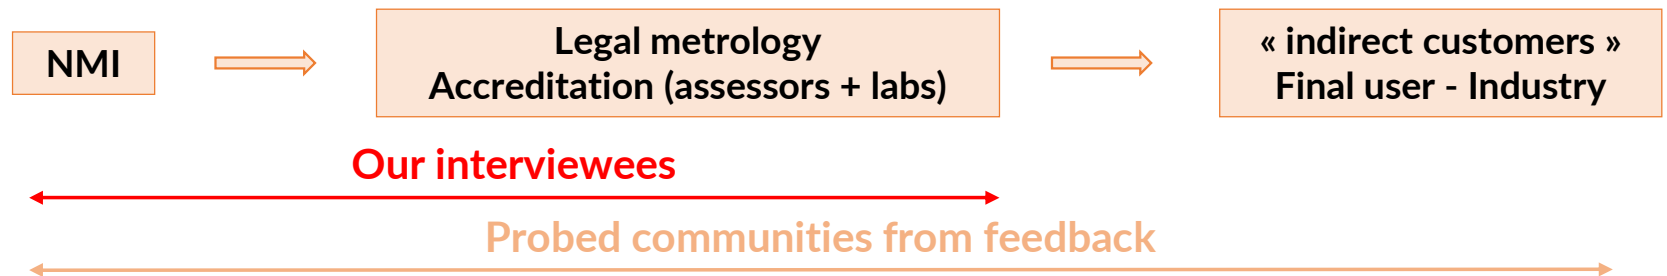 NMI
Legal metrology
Accreditation (assessors + labs)
« indirect customers »
Final user - Industry
Our interviewees
Probed communities from feedback